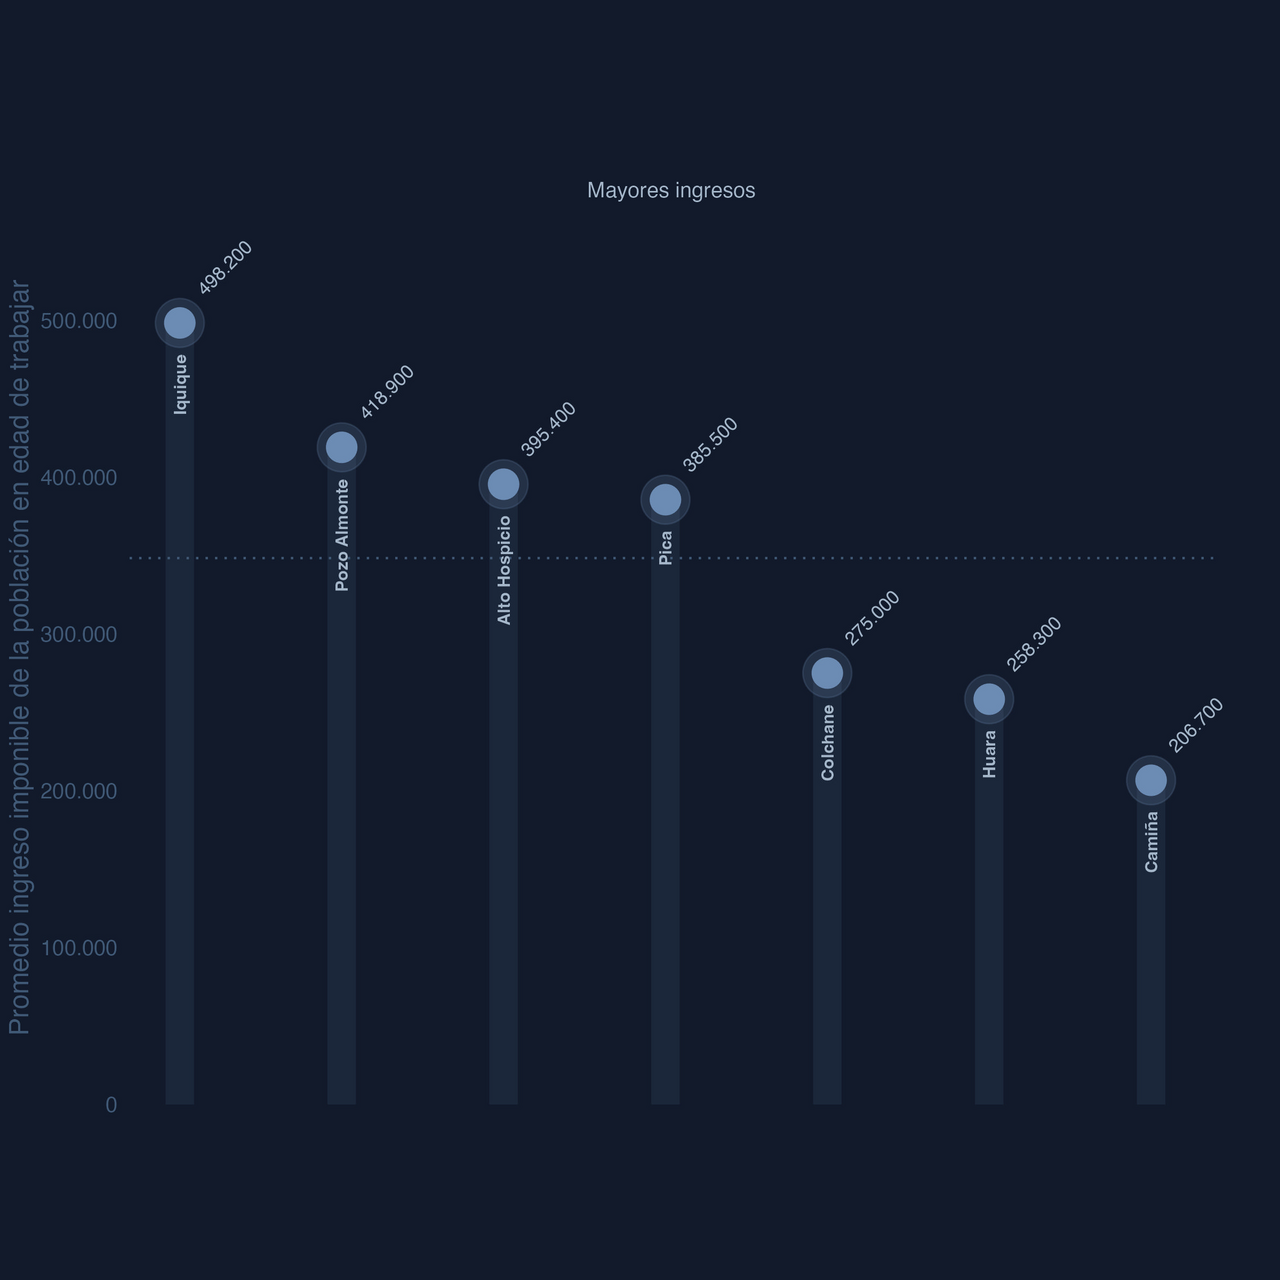 Mayores ingresos
Promedio ingreso imponible de la población en edad de trabajar
500.000
400.000
300.000
200.000
100.000
0
498.200
Iquique
418.900
Pozo Almonte
395.400
Alto Hospicio
385.500
Pica
275.000
Colchane
258.300
Huara
206.700
Camiña